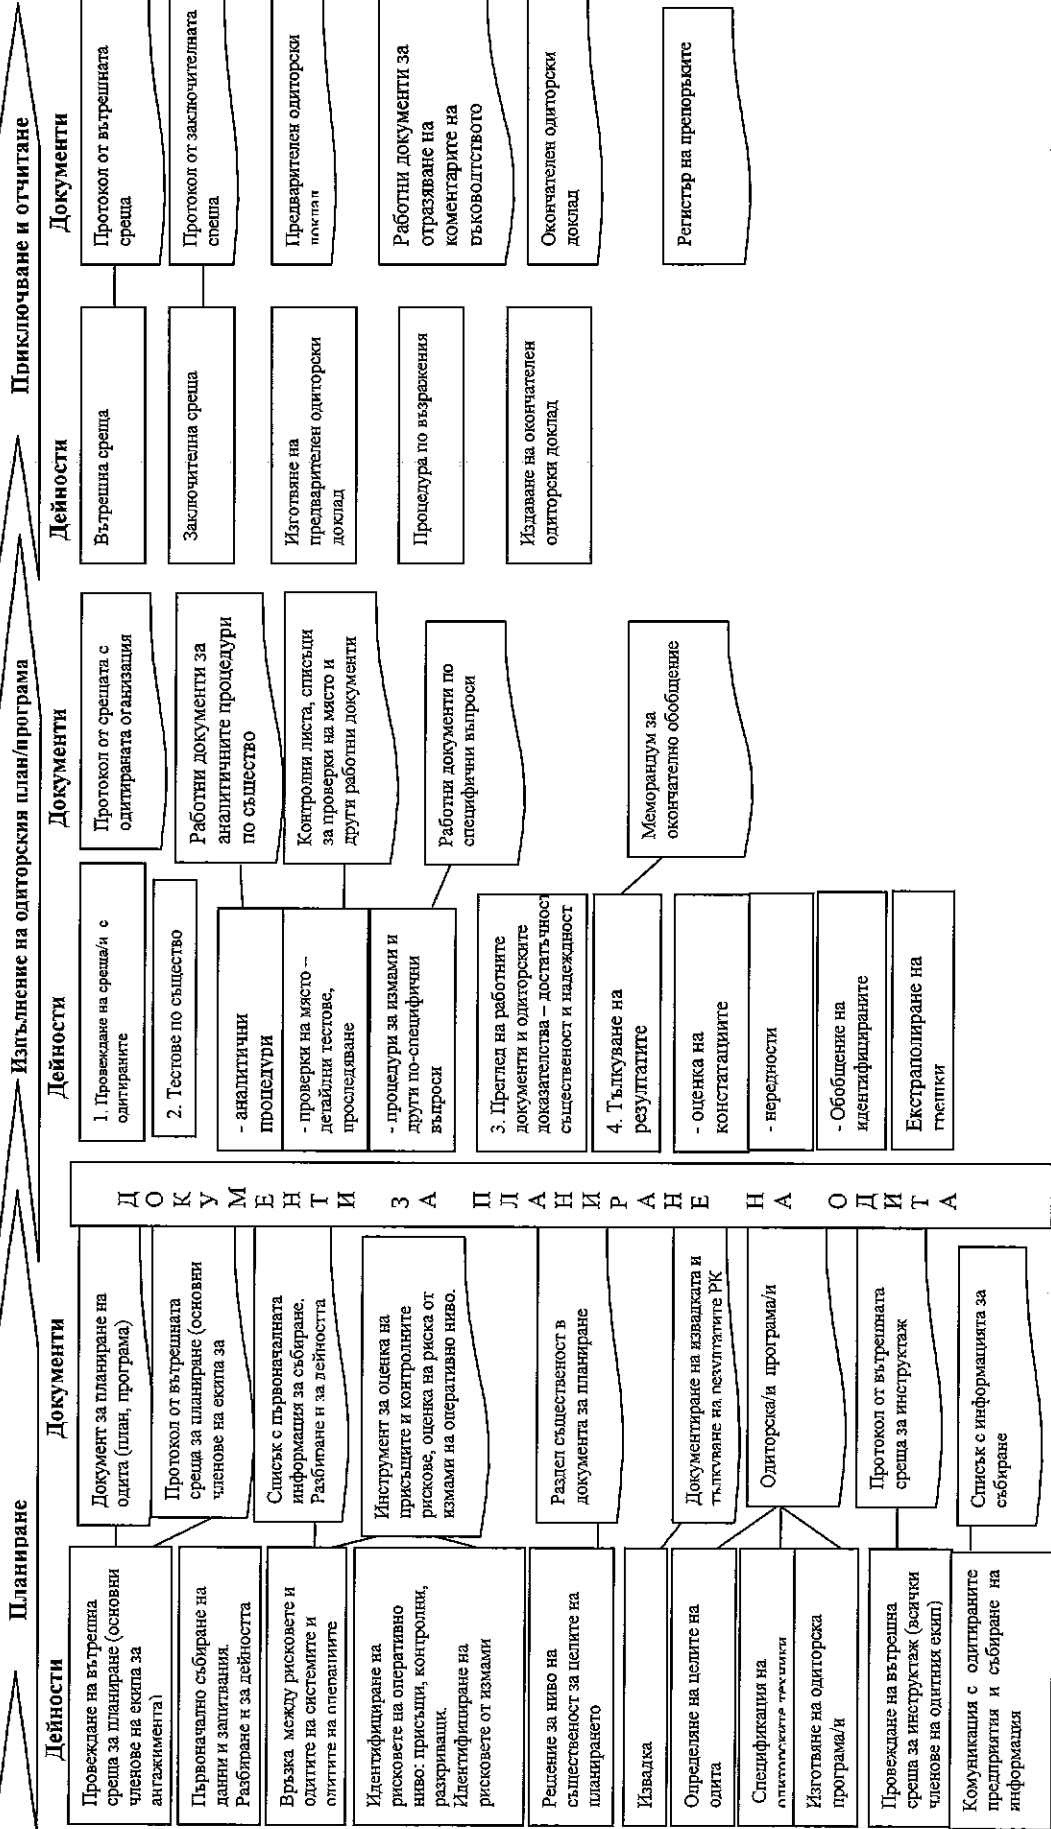 Планиране
Дейности
Провеждане на вътрешна
среща за планиране (основни
членове на екипа за
ангажимента)
Първоначално събиране на
данни и запитвания.
Разбиране н за дейността
Връзка между рисковете и
одитите на системите и
одитите на операциите
Идентифициране на
рисковете на оперативно
ниво: присъщи, контролни,
разкриващи.
Идентифициране на
рисковете от измами
Решение за ниво на
същественост за целите на
планирането
Извадка
Определяне на целите на
одита
Спецификация на
одиторските техники
Изготвяне на одиторска
програма/и
Провеждане на вътрешна
среща за инструктаж (всички
членове на одитния екип)
Комуникация с одитираните
предприятия и събиране на
информация
Документи
Документ за планиране на
одита (план, програма)
Протокол от вътрешната
среща за планиране (основни
членове на екипа за
Списък с първоначалната
информация за събиране.
Разбиране н за дейността
Инструмент за оценка на
присъщите и контролните
рискове, оценка на риска от
измами на оперативно ниво.
Раздел същественост в
документа за планиране
Документиране на извадката и
тълкуване на резултатите РК
Одиторска/и програма/и
Протокол от вътрешната
среща за инструктаж
Списък с информацията за
събиране
ДОКУМЕНТИ ЗА ПЛАНИРАНЕ НА ОДИТА
Изпълнение на одиторския план/програма
Дейности
1. Провеждане на среща/и с
одитираните
2. Тестове по същество
- аналитични
процедури
- проверки на място –
детайлни тестове,
проследяване
- процедури за измами и
други по-специфични
въпроси
3. Преглед на работните
документи и одиторските
доказателства – достатъчност
същественост и надеждност
4. Тълкуване на
резултатите
- оценка на
констатациите
- нередности
- Обобщение на
идентифицираните
Екстраполиране на
грешки
Документи
Протокол от срещата с
одитираната оганизация
Работни документи за
аналитичните процедури
по същество
Контролни листа, списъци
за проверки на място и
други работни документи
Работни документи по
специфични въпроси
Меморандум за
окончателно обобщение
Приключване и отчитане
Дейности
Вътрешна среща
Заключителна среща
Изготвяне на
предварителен одиторски
доклад
Процедура по възражения
Издаване на окончателен
одиторски доклад
Документи
Протокол от вътрешната
среща
Протокол от заключителната
среща
Предварителен одиторски
доклад
Работни документи за
отразяване на
коментарите на
ръководтството
Окончателен одиторски
доклад
Регистър на препоръките